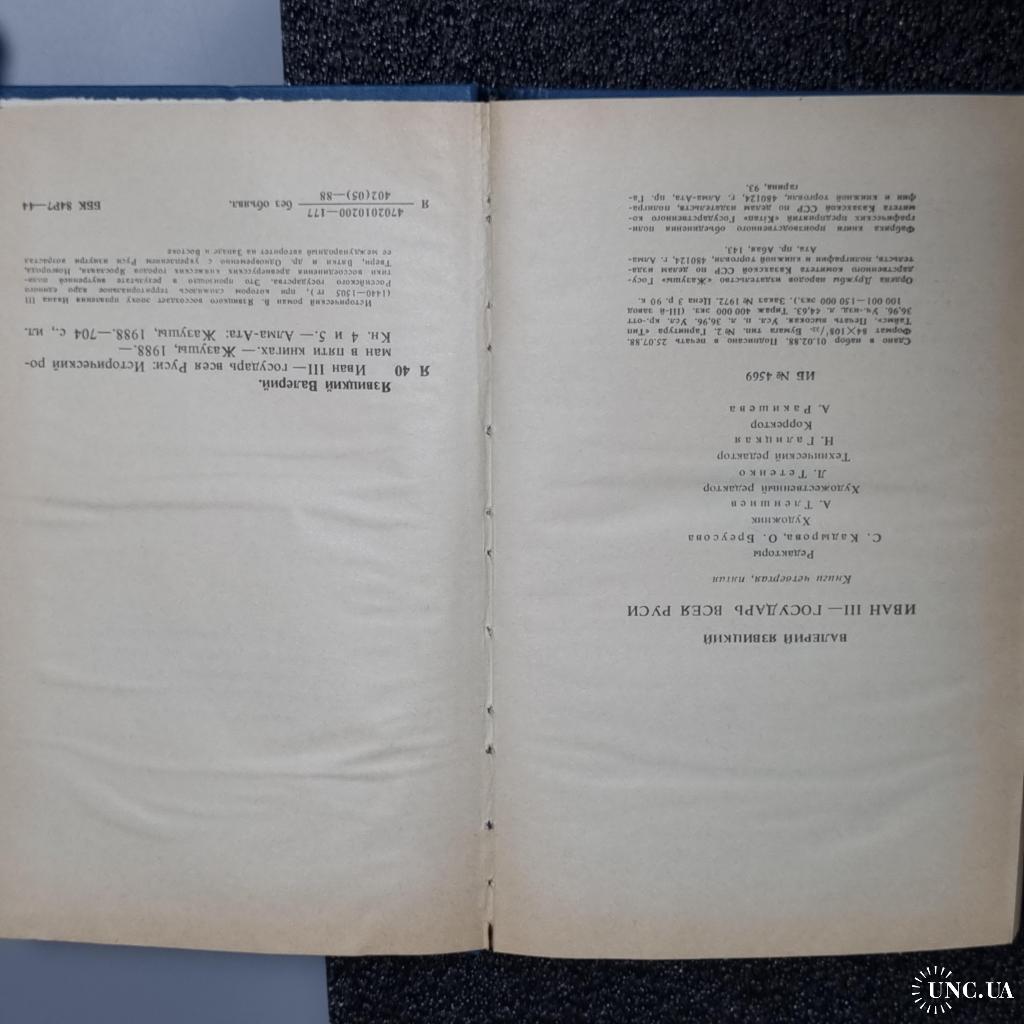 ВАЛЕРИЙ ЯЗВИЦКИЙ
ИВАН III — ГОСУДАРЬ ВСЕЯ РУСИ
Книги четвертая, пятая
Редакторы
С. Кадырова, О. Бреусова
Художник
А. Тленшиев
Художественный редактор
Л. Тетенко
Технический редактор
Н. Галицкая
Корректор
А. Ракишева
ИБ № 4569
Сдано в набор 01.02.88. Подписано в печать 25.07.88.
Формат 84×108¹/₃₂. Бумага тип. № 2. Гарнитура «Тип
Таймс». Печать высокая. Усл. п. л. 36,96. Усл. кр.-отт
36,96. Уч.-изд. л. 44,63. Тираж 400 000 экз. (III-й завод
100 001—150 000 экз.). Заказ № 1972. Цена 3 р. 90 к.
Ордена Дружбы народов издательство «Жазушы» Госу-
дарственного комитета Казахской ССР по делам изда-
тельств, полиграфии и книжной торговли, 480124, г. Алма-
Ата, пр. Абая, 143.
Фабрика книги производственного объединения поли-
графических предприятий «Кітап» Государственного ко-
митета Казахской ССР по делам издательств, полигра-
фии и книжной торговли, 480124, г. Алма-Ата, пр. Га-
гарина, 93.
Язвицкий Валерий.
Я 40 Иван III — государь всея Руси: Исторический ро-
ман в пяти книгах.— Жазушы, 1988.—
Кн. 4 и 5.— Алма-Ата: Жазушы, 1988.—704 с., ил.
Исторический роман В. Язвицкого воссоздает эпоху правления Ивана III
(1440—1505 гг), при котором сложилось территориальное ядро единого
Российского государства. Это произошло в результате внутренней поли-
тики воссоединения древнерусских княжеских городов Ярославля, Новгорода,
Твери, Вятки и др. Одновременно с укреплением Руси изнутри возрастал
ее международный авторитет на Западе и Востоке
Я 4702010200—177 без объявл. ББК 84Р7—44
402(05)—88
UNC.UA